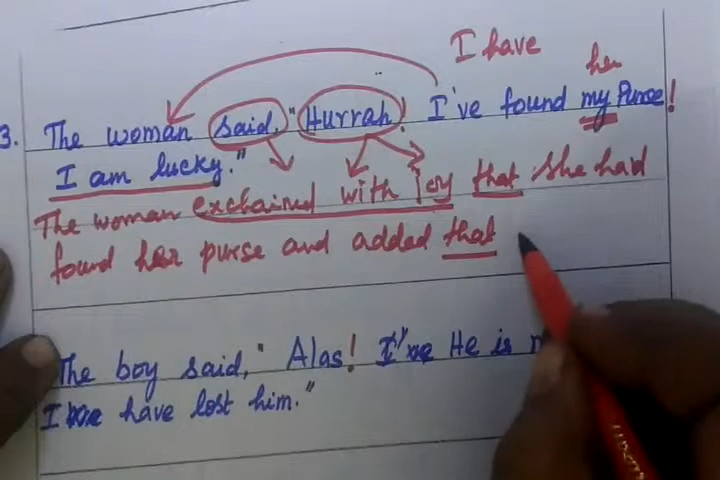 I have
her
3. The woman said. "Hurrah! I've found my Purse!
I am lucky."
The woman exclaimed with joy that she had
found her purse and added that
The boy said, "Alas! I've He is
I have have lost him."